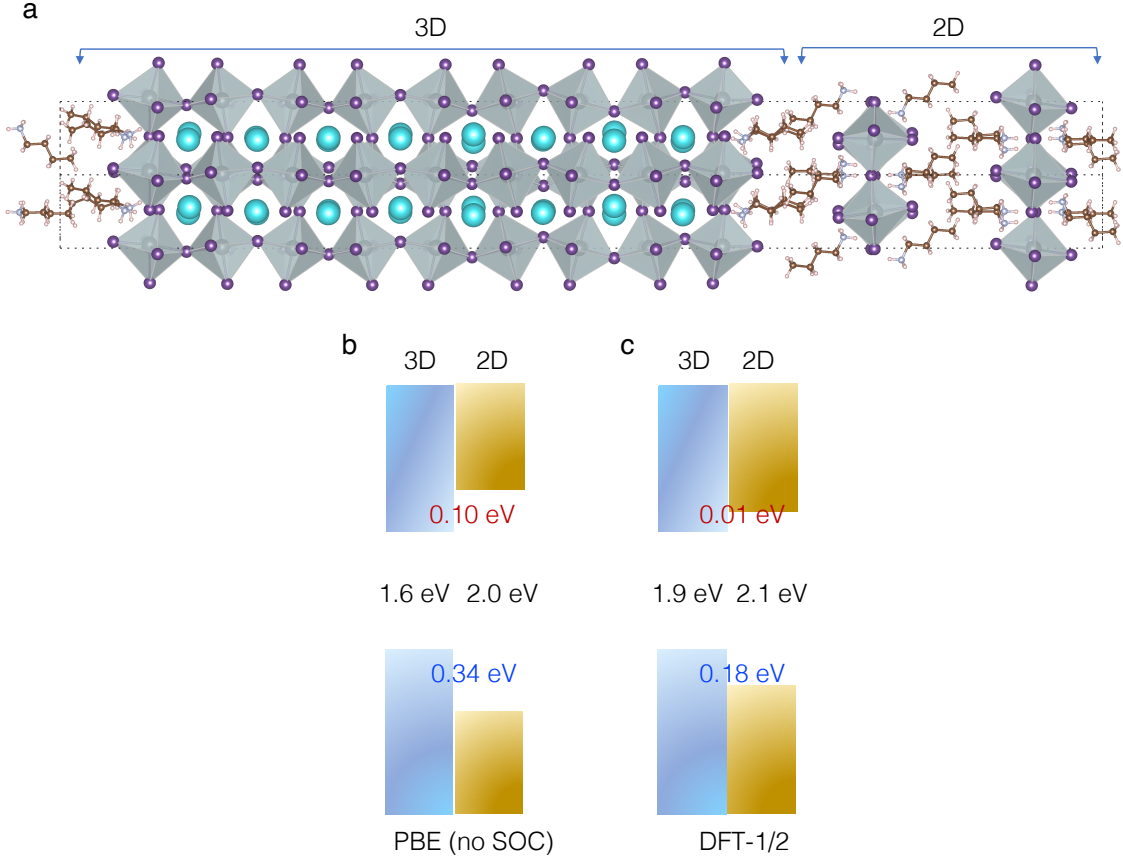 a
3D
2D
b
c
3D 2D
3D 2D
0.10 eV
0.01 eV
1.6 eV 2.0 eV
1.9 eV 2.1 eV
0.34 eV
0.18 eV
PBE (no SOC)
DFT-1/2